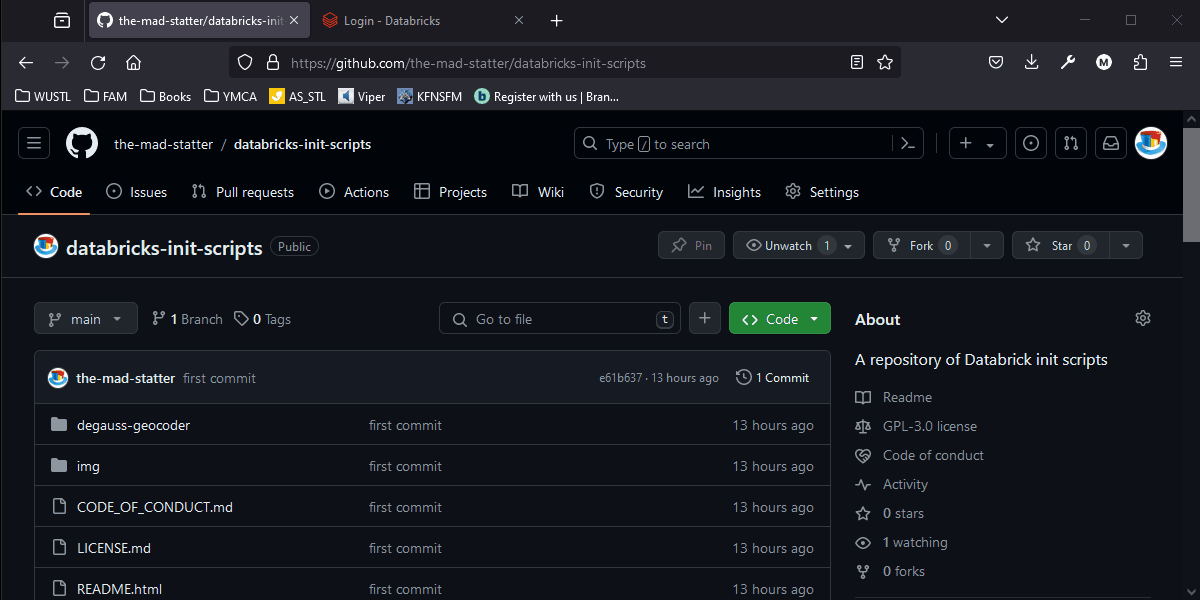 the-mad-statter/databricks-init
Login - Databricks
https://github.com/the-mad-statter/databricks-init-scripts
M
WUSTL FAM Books YMCA AS_STL Viper KFNSFM Register with us | Bran...
the-mad-statter / databricks-init-scripts
Type / to search
Code Issues Pull requests Actions Projects Wiki Security Insights Settings
databricks-init-scripts Public
Pin Unwatch 1 Fork 0 Star 0
main 1 Branch 0 Tags
Go to file t
Code
the-mad-statter first commit e61b637 · 13 hours ago 1 Commit
degauss-geocoder first commit 13 hours ago
img first commit 13 hours ago
CODE_OF_CONDUCT.md first commit 13 hours ago
LICENSE.md first commit 13 hours ago
README.html first commit 13 hours ago
About
A repository of Databrick init scripts
Readme
GPL-3.0 license
Code of conduct
Activity
0 stars
1 watching
0 forks